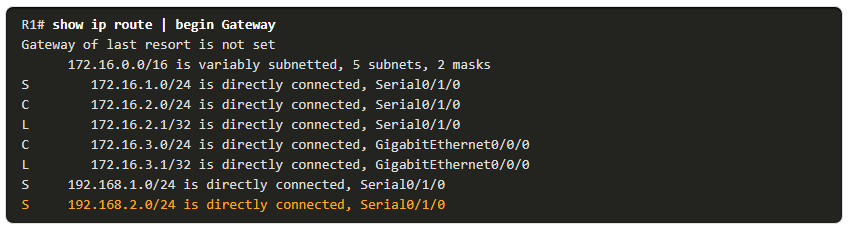 R1# show ip route | begin Gateway
Gateway of last resort is not set
      172.16.0.0/16 is variably subnetted, 5 subnets, 2 masks
S        172.16.1.0/24 is directly connected, Serial0/1/0
C        172.16.2.0/24 is directly connected, Serial0/1/0
L        172.16.2.1/32 is directly connected, Serial0/1/0
C        172.16.3.0/24 is directly connected, GigabitEthernet0/0/0
L        172.16.3.1/32 is directly connected, GigabitEthernet0/0/0
S     192.168.1.0/24 is directly connected, Serial0/1/0
S     192.168.2.0/24 is directly connected, Serial0/1/0